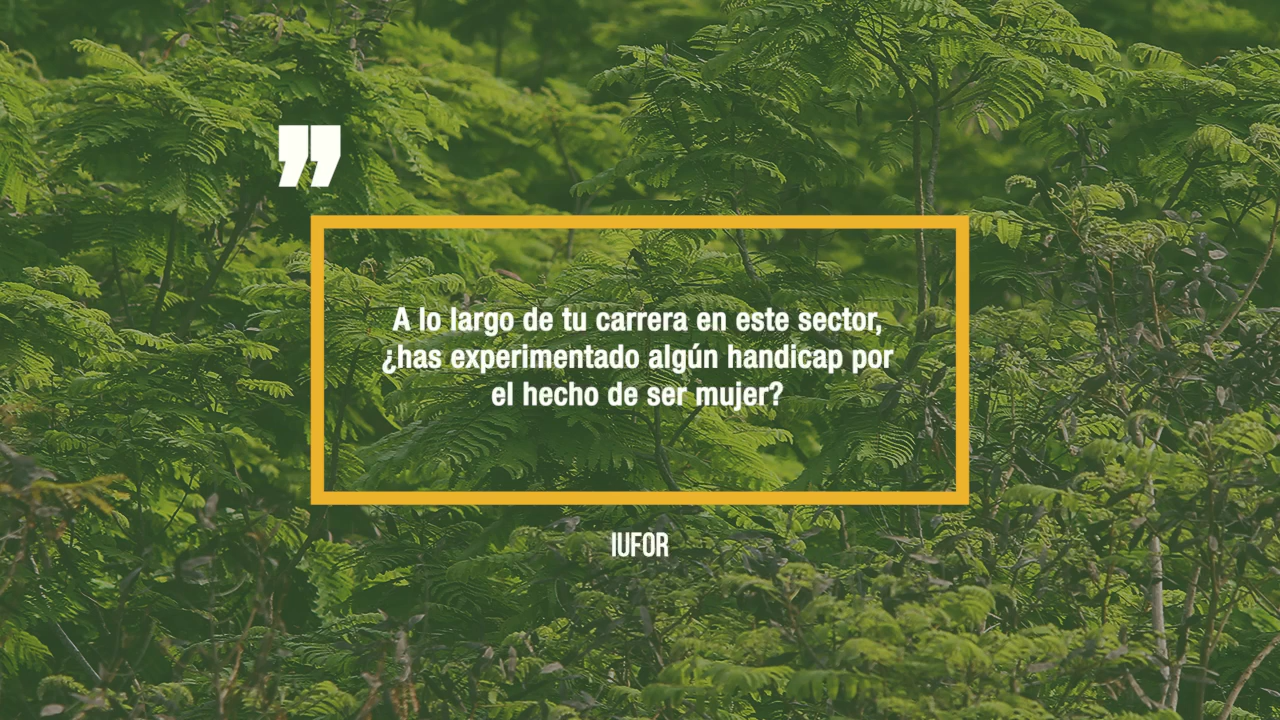 ”
A lo largo de tu carrera en este sector,
¿has experimentado algún handicap por
el hecho de ser mujer?
IUFOR